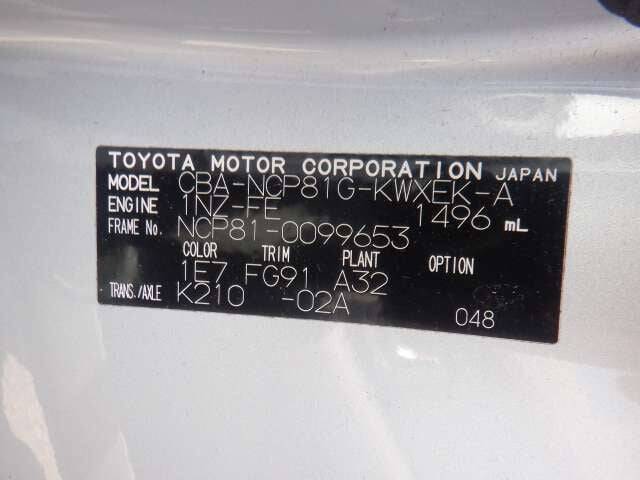 TOYOTA MOTOR CORPORATION JAPAN
MODEL CBA-NCP81G-KWXEK-A
ENGINE 1NZ-FE 1496 mL
FRAME No. NCP81-0099653
COLOR TRIM PLANT OPTION
1E7 FG91 A32
TRANS./AXLE K210 -02A
048